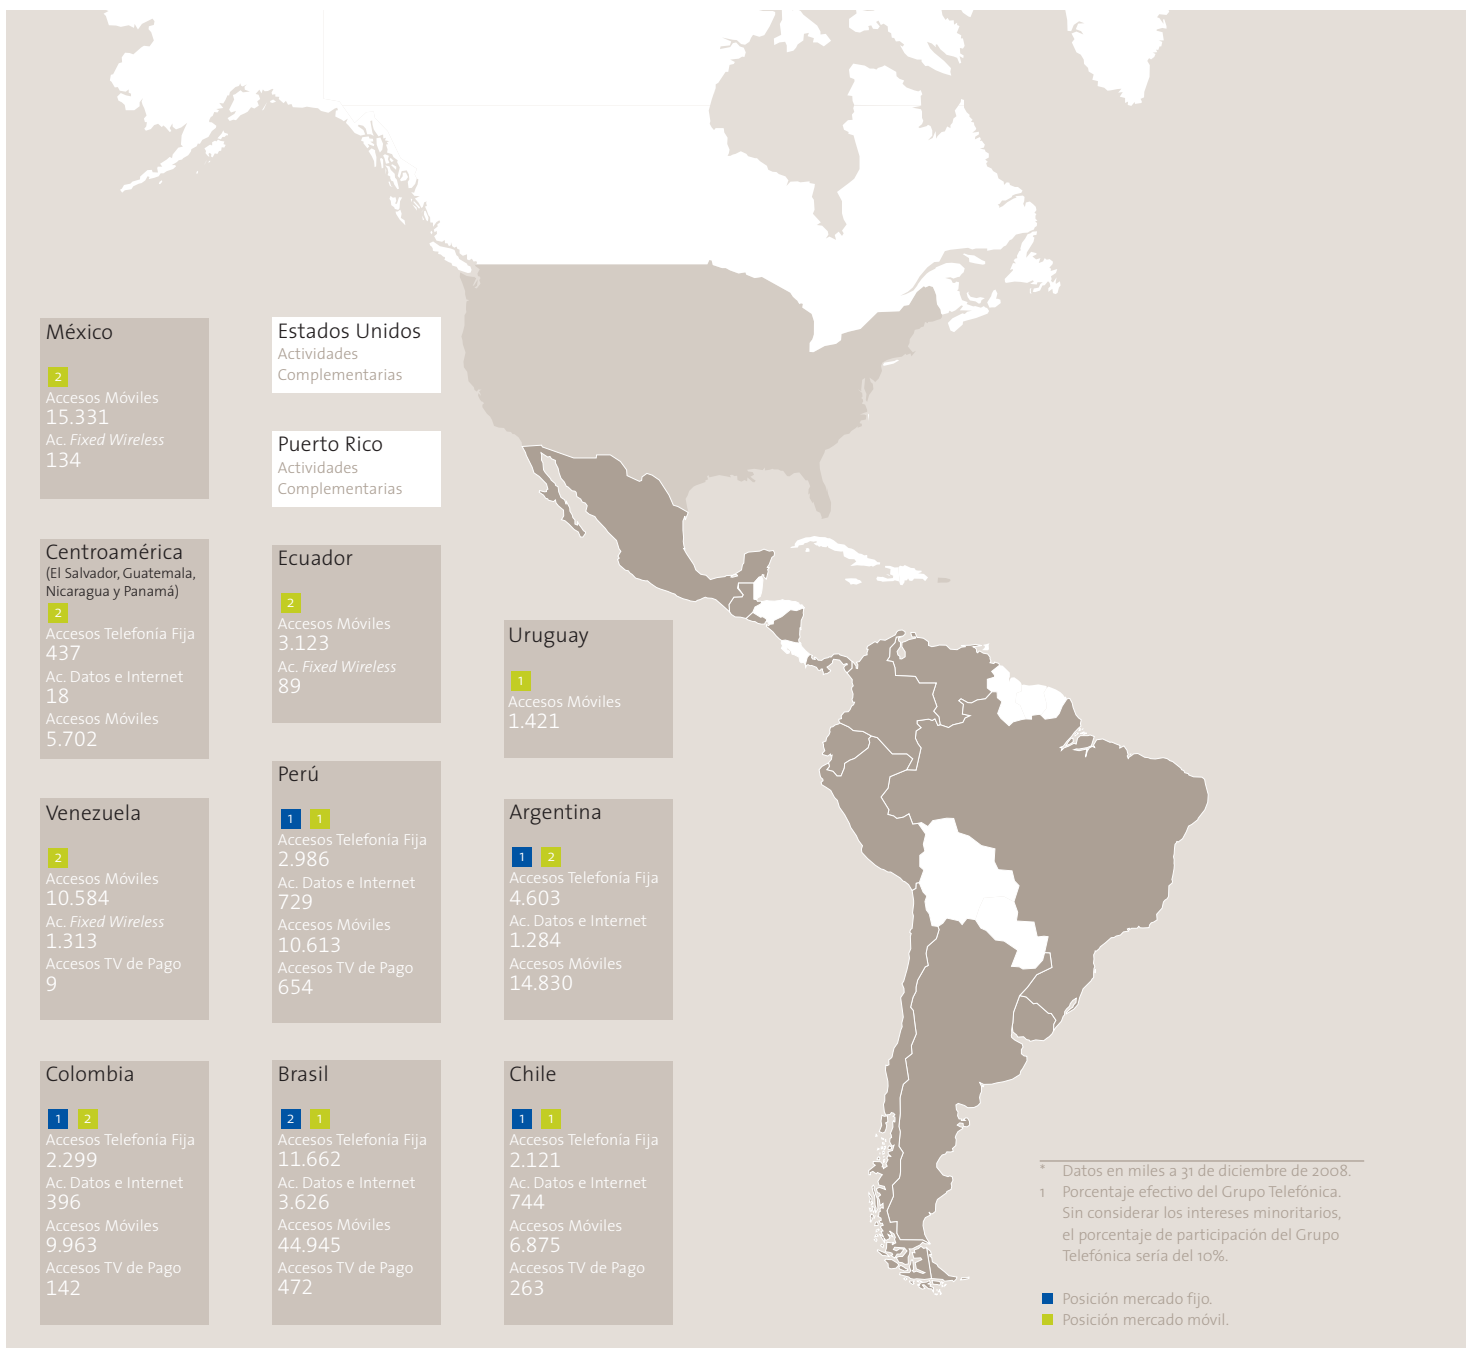 México
2
Accesos Móviles
15.331
Ac. Fixed Wireless
134
Estados Unidos
Actividades
Complementarias
Puerto Rico
Actividades
Complementarias
Centroamérica
(El Salvador, Guatemala,
Nicaragua y Panamá)
2
Accesos Telefonía Fija
437
Ac. Datos e Internet
18
Accesos Móviles
5.702
Ecuador
2
Accesos Móviles
3.123
Ac. Fixed Wireless
89
Uruguay
1
Accesos Móviles
1.421
Venezuela
2
Accesos Móviles
10.584
Ac. Fixed Wireless
1.313
Accesos TV de Pago
9
Perú
1 1
Accesos Telefonía Fija
2.986
Ac. Datos e Internet
729
Accesos Móviles
10.613
Accesos TV de Pago
654
Argentina
1 2
Accesos Telefonía Fija
4.603
Ac. Datos e Internet
1.284
Accesos Móviles
14.830
Colombia
1 2
Accesos Telefonía Fija
2.299
Ac. Datos e Internet
396
Accesos Móviles
9.963
Accesos TV de Pago
142
Brasil
2 1
Accesos Telefonía Fija
11.662
Ac. Datos e Internet
3.626
Accesos Móviles
44.945
Accesos TV de Pago
472
Chile
1 1
Accesos Telefonía Fija
2.121
Ac. Datos e Internet
744
Accesos Móviles
6.875
Accesos TV de Pago
263
* Datos en miles a 31 de diciembre de 2008.
1 Porcentaje efectivo del Grupo Telefónica.
Sin considerar los intereses minoritarios,
el porcentaje de participación del Grupo
Telefónica sería del 10%.
Posición mercado fijo.
Posición mercado móvil.